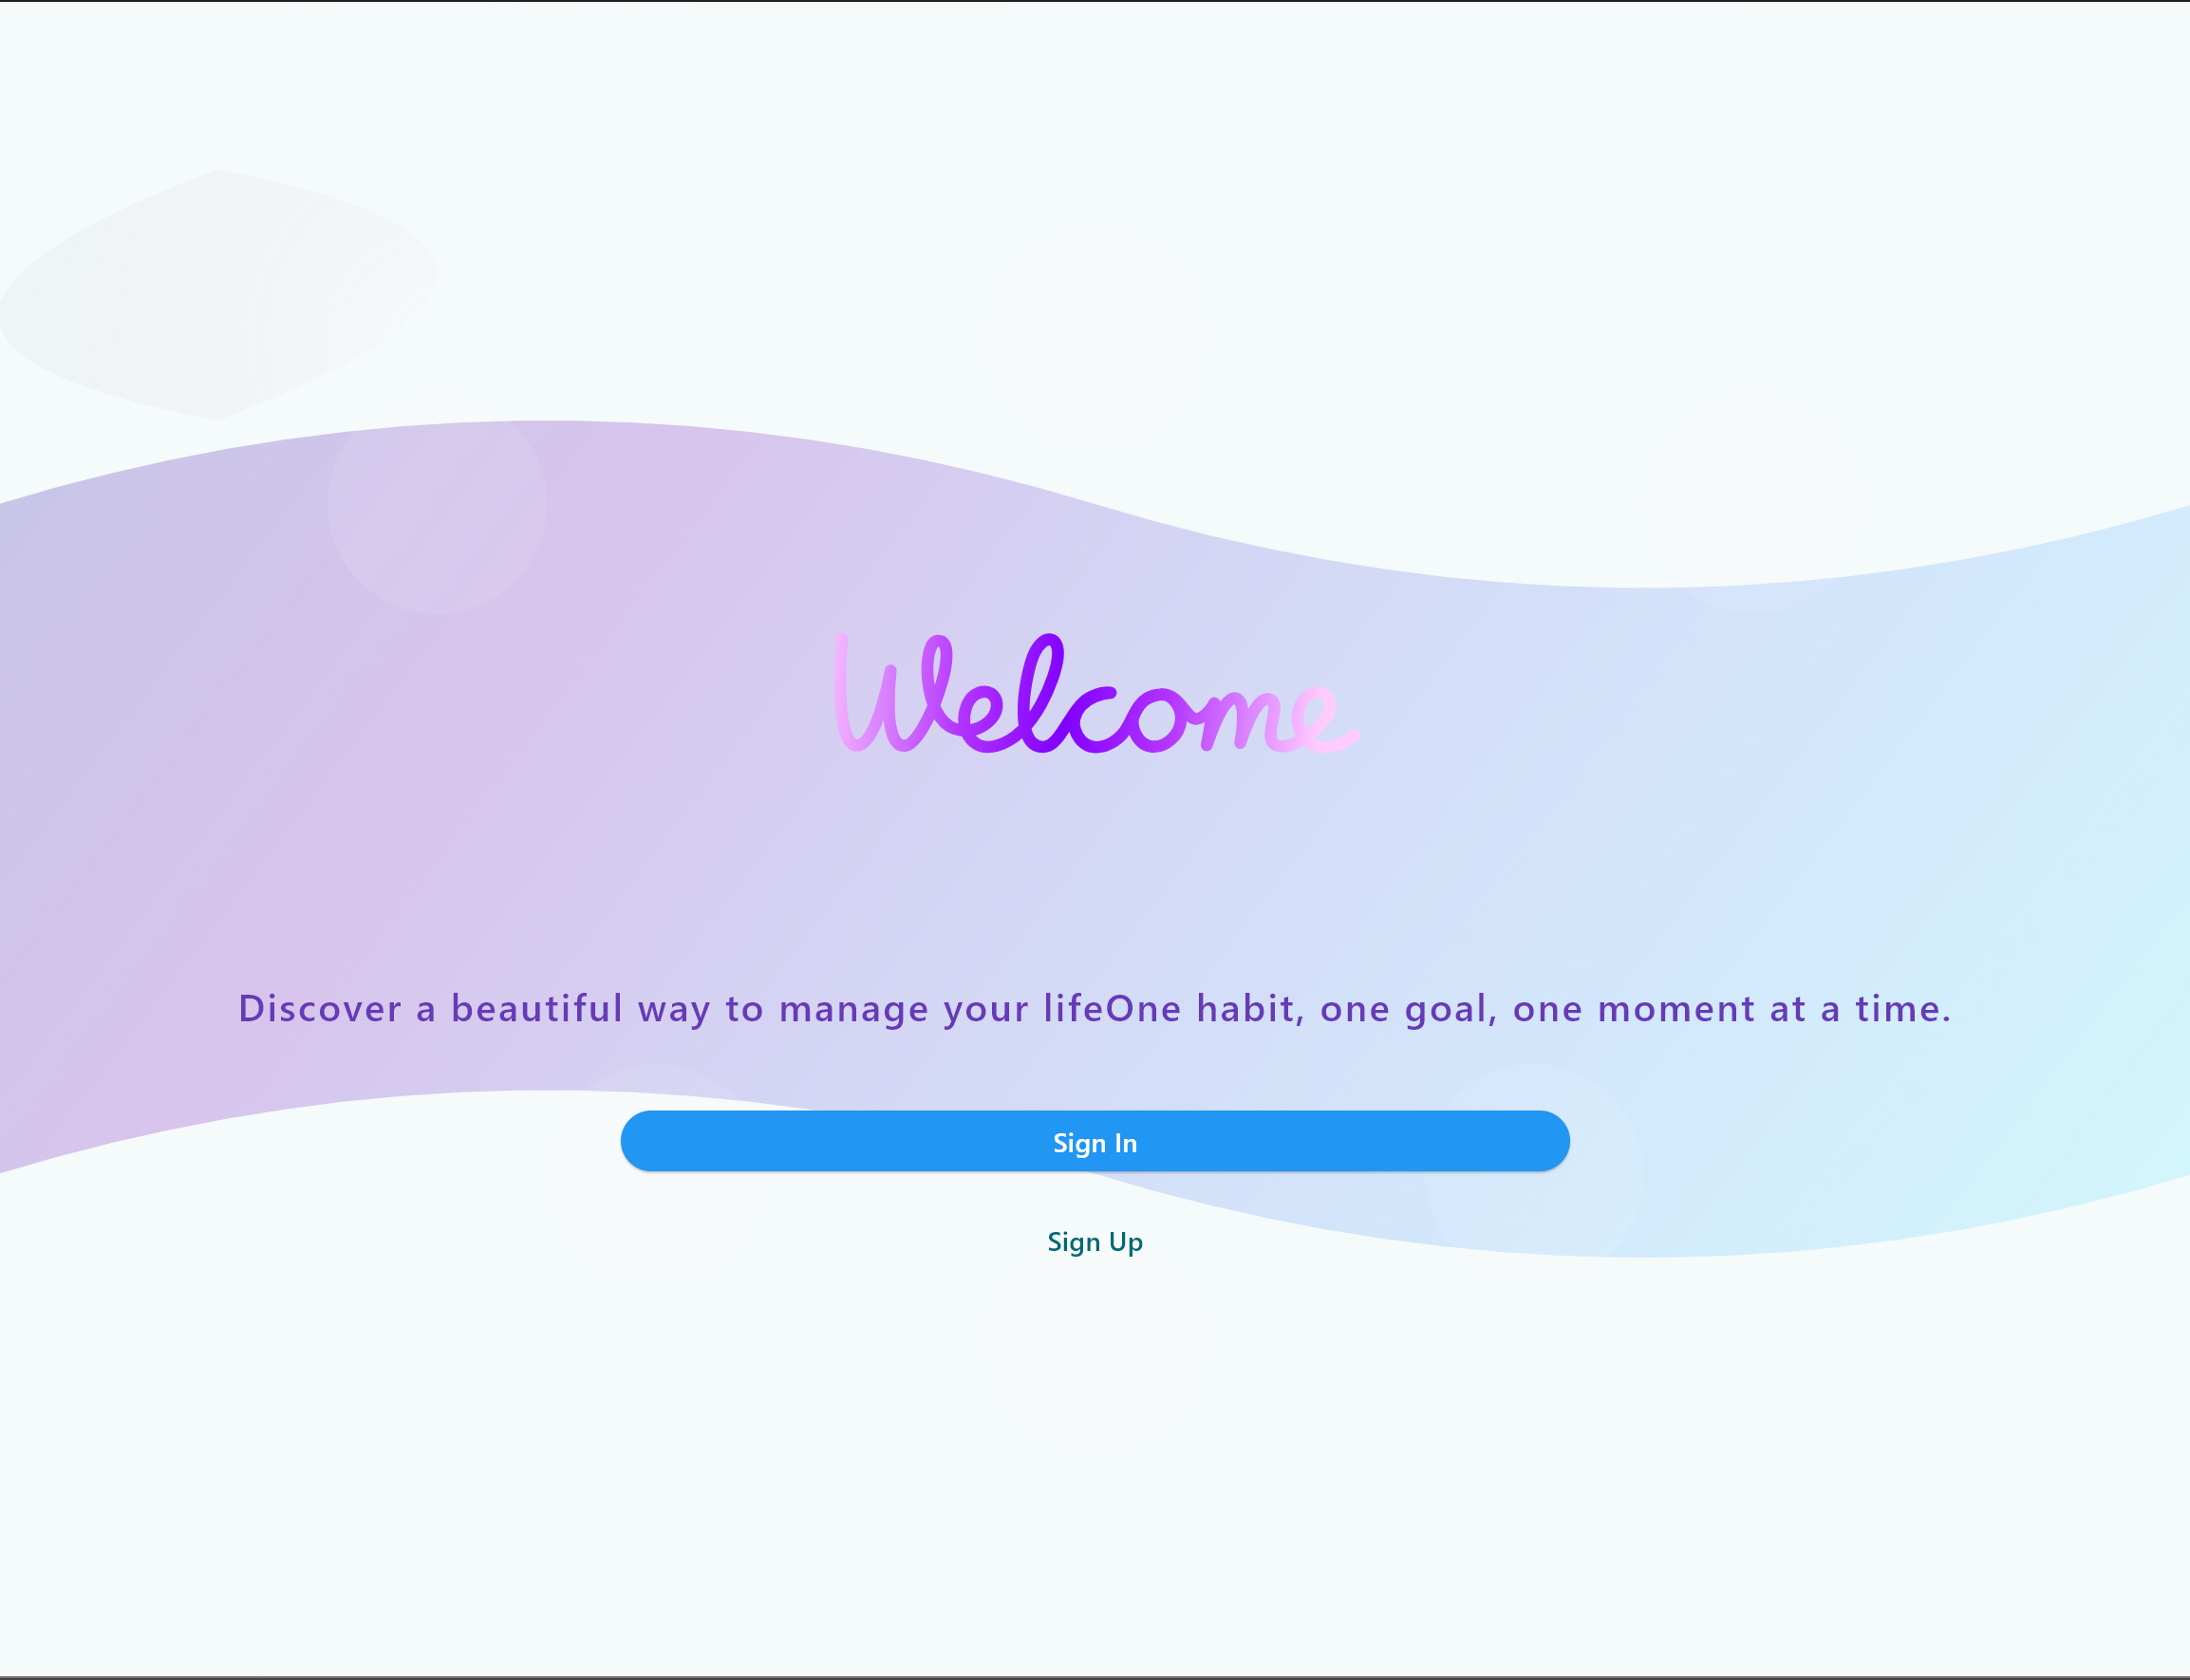 Welcome
Discover a beautiful way to manage your lifeOne habit, one goal, one moment at a time.
Sign In
Sign Up